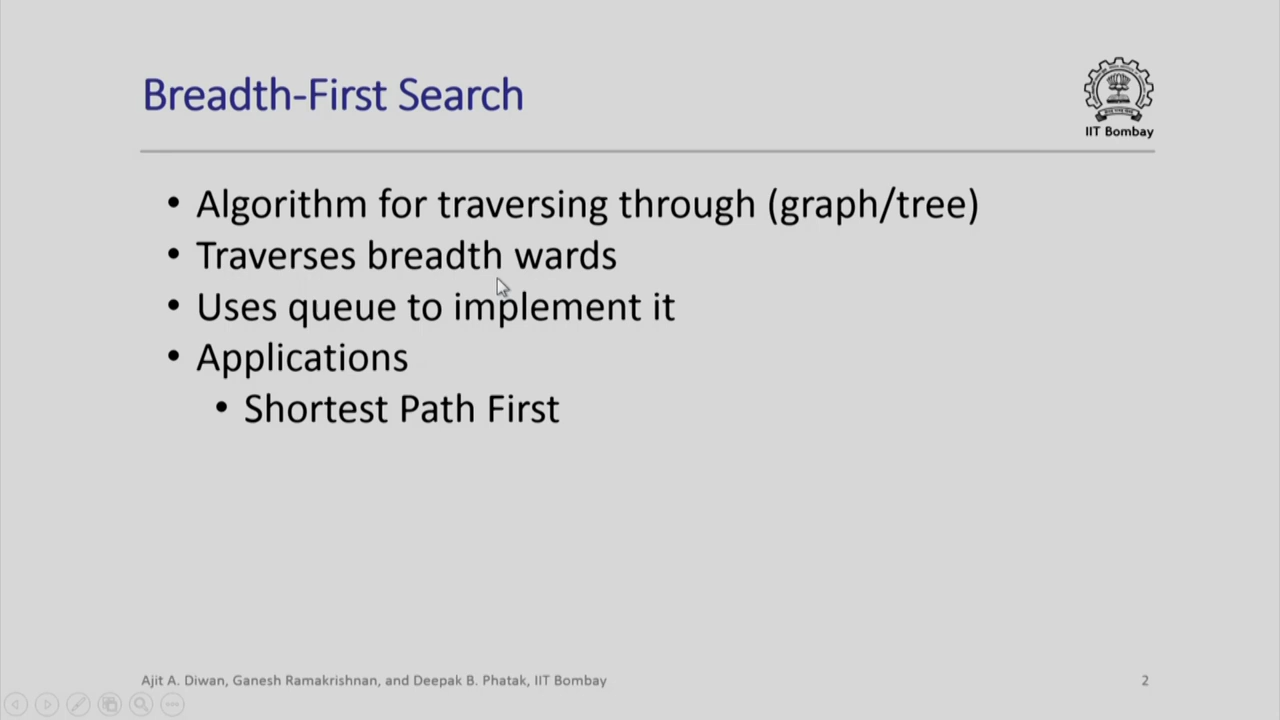 Breadth-First Search
IIT Bombay
• Algorithm for traversing through (graph/tree)
• Traverses breadth wards
• Uses queue to implement it
• Applications
• Shortest Path First
Ajit A. Diwan, Ganesh Ramakrishnan, and Deepak B. Phatak, IIT Bombay
2